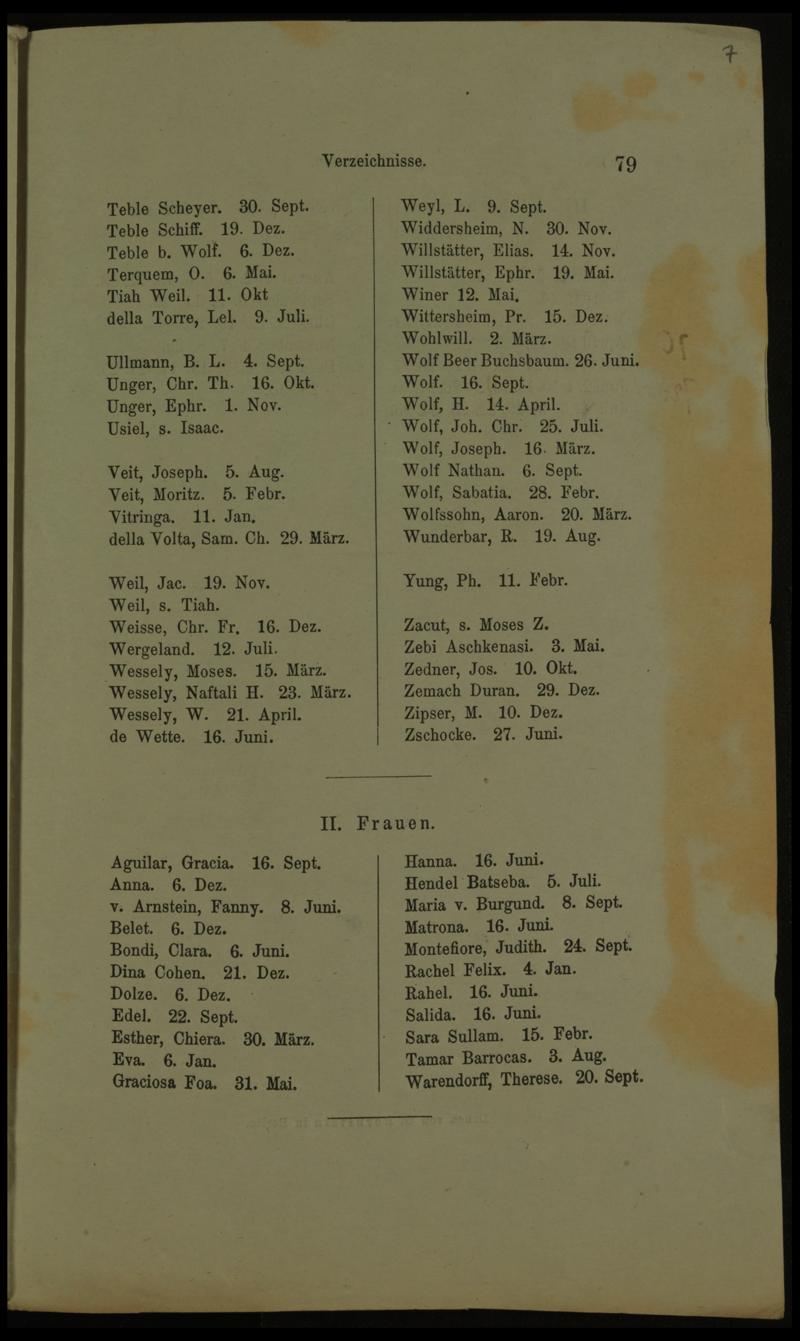 7
Verzeichnisse. 79
Teble Scheyer. 30. Sept.
Teble Schiff. 19. Dez.
Teble b. Wolf. 6. Dez.
Terquem, O. 6. Mai.
Tiah Weil. 11. Okt
della Torre, Lel. 9. Juli.
Ullmann, B. L. 4. Sept.
Unger, Chr. Th. 16. Okt.
Unger, Ephr. 1. Nov.
Usiel, s. Isaac.
Veit, Joseph. 5. Aug.
Veit, Moritz. 5. Febr.
Vitringa. 11. Jan.
della Volta, Sam. Ch. 29. März.
Weil, Jac. 19. Nov.
Weil, s. Tiah.
Weisse, Chr. Fr. 16. Dez.
Wergeland. 12. Juli.
Wessely, Moses. 15. März.
Wessely, Naftali H. 23. März.
Wessely, W. 21. April.
de Wette. 16. Juni.
Weyl, L. 9. Sept.
Widdersheim, N. 30. Nov.
Willstätter, Elias. 14. Nov.
Willstätter, Ephr. 19. Mai.
Winer 12. Mai.
Wittersheim, Pr. 15. Dez.
Wohlwill. 2. März.
Wolf Beer Buchsbaum. 26. Juni.
Wolf. 16. Sept.
Wolf, H. 14. April.
Wolf, Joh. Chr. 25. Juli.
Wolf, Joseph. 16. März.
Wolf Nathan. 6. Sept.
Wolf, Sabatia. 28. Febr.
Wolfssohn, Aaron. 20. März.
Wunderbar, R. 19. Aug.
Yung, Ph. 11. Febr.
Zacut, s. Moses Z.
Zebi Aschkenasi. 3. Mai.
Zedner, Jos. 10. Okt.
Zemach Duran. 29. Dez.
Zipser, M. 10. Dez.
Zschocke. 27. Juni.
II. Frauen.
Aguilar, Gracia. 16. Sept.
Anna. 6. Dez.
v. Arnstein, Fanny. 8. Juni.
Belet. 6. Dez.
Bondi, Clara. 6. Juni.
Dina Cohen. 21. Dez.
Dolze. 6. Dez.
Edel. 22. Sept.
Esther, Chiera. 30. März.
Eva. 6. Jan.
Graciosa Foa. 31. Mai.
Hanna. 16. Juni.
Hendel Batseba. 5. Juli.
Maria v. Burgund. 8. Sept.
Matrona. 16. Juni.
Montefiore, Judith. 24. Sept.
Rachel Felix. 4. Jan.
Rahel. 16. Juni.
Salida. 16. Juni.
Sara Sullam. 15. Febr.
Tamar Barrocas. 3. Aug.
Warendorff, Therese. 20. Sept.